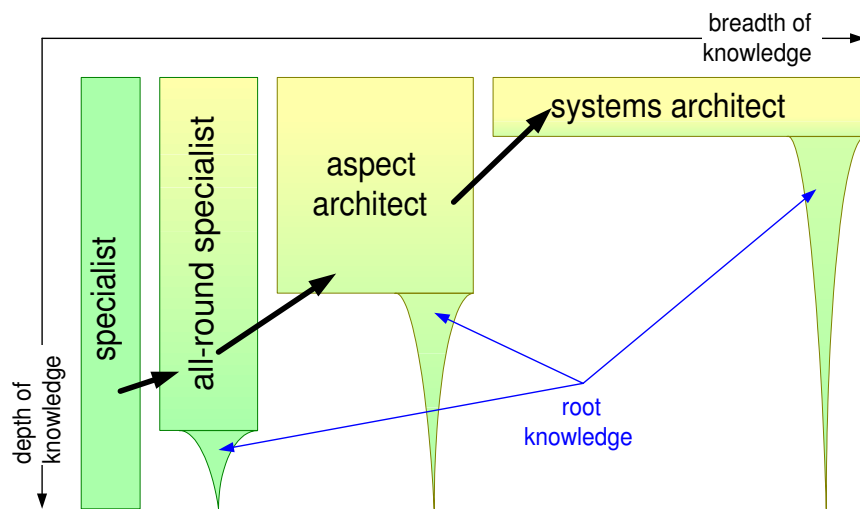 breadth of
knowledge
systems architect
aspect
architect
all-round specialist
specialist
depth of
knowledge
root
knowledge